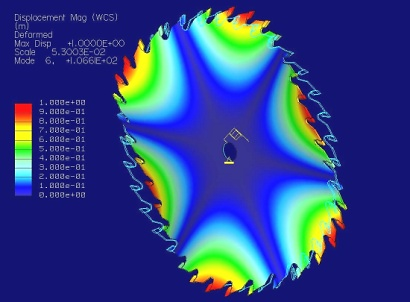 Displacement Mag (WCS)
(m)
Deformed
Max Disp +1.0000E+00
Scale 5.3003E-02
Mode 6, +1.0661E+02
1.000e+00
9.000e-01
8.000e-01
7.000e-01
6.000e-01
5.000e-01
4.000e-01
3.000e-01
2.000e-01
1.000e-01
0.000e+00